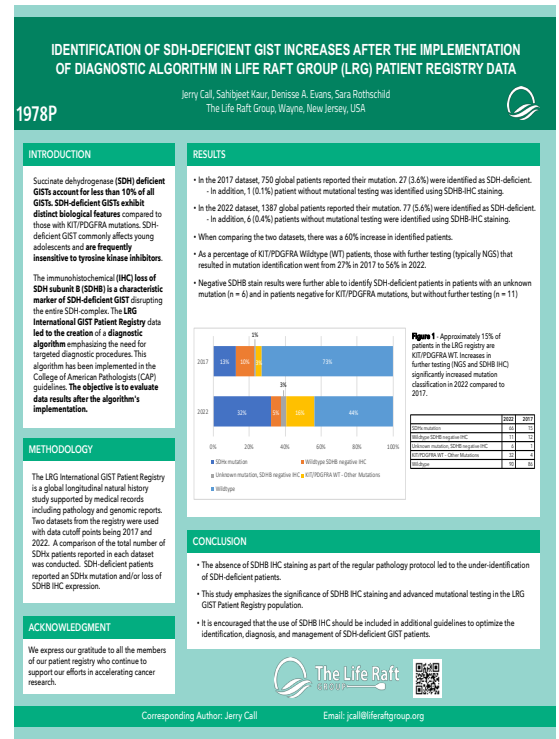 IDENTIFICATION OF SDH-DEFICIENT GIST INCREASES AFTER THE IMPLEMENTATION
OF DIAGNOSTIC ALGORITHM IN LIFE RAFT GROUP (LRG) PATIENT REGISTRY DATA
Jerry Call, Sahibjeet Kaur, Denisse A. Evans, Sara Rothschild
The Life Raft Group, Wayne, New Jersey, USA
1978P
INTRODUCTION
Succinate dehydrogenase (SDH) deficient
GISTs account for less than 10% of all
GISTs. SDH-deficient GISTs exhibit
distinct biological features compared to
those with KIT/PDGFRA mutations. SDH-
deficient GIST commonly affects young
adolescents and are frequently
insensitive to tyrosine kinase inhibitors.
The immunohistochemical (IHC) loss of
SDH subunit B (SDHB) is a characteristic
marker of SDH-deficient GIST disrupting
the entire SDH-complex. The LRG
International GIST Patient Registry data
led to the creation of a diagnostic
algorithm emphasizing the need for
targeted diagnostic procedures. This
algorithm has been implemented in the
College of American Pathologists (CAP)
guidelines. The objective is to evaluate
data results after the algorithm's
implementation.
METHODOLOGY
The LRG International GIST Patient Registry
is a global longitudinal natural history
study supported by medical records
including pathology and genomic reports.
Two datasets from the registry were used
with data cutoff points being 2017 and
2022. A comparison of the total number of
SDHx patients reported in each dataset
was conducted. SDH-deficient patients
reported an SDHx mutation and/or loss of
SDHB IHC expression.
ACKNOWLEDGMENT
We express our gratitude to all the members
of our patient registry who continue to
support our efforts in accelerating cancer
research.
RESULTS
• In the 2017 dataset, 750 global patients reported their mutation. 27 (3.6%) were identified as SDH-deficient.
- In addition, 1 (0.1%) patient without mutational testing was identified using SDHB-IHC staining.
• In the 2022 dataset, 1387 global patients reported their mutation. 77 (5.6%) were identified as SDH-deficient.
- In addition, 6 (0.4%) patients without mutational testing were identified using SDHB-IHC staining.
• When comparing the two datasets, there was a 60% increase in identified patients.
• As a percentage of KIT/PDGFRA Wildtype (WT) patients, those with further testing (typically NGS) that
resulted in mutation identification went from 27% in 2017 to 56% in 2022.
• Negative SDHB stain results were further able to identify SDH-deficient patients in patients with an unknown
mutation (n = 6) and in patients negative for KIT/PDGFRA mutations, but without further testing (n = 11)
1%
2017 13% 10% 3% 73%
3%
2022 32% 5% 16% 44%
0% 20% 40% 60% 80% 100%
SDHx mutation Wildtype SDHB negative IHC
Unknown mutation, SDHB negative IHC KIT/PDGFRA WT - Other Mutations
Wildtype
Figure 1 - Approximately 15% of
patients in the LRG registry are
KIT/PDGFRA WT. Increases in
further testing (NGS and SDHB IHC)
significantly increased mutation
classification in 2022 compared to
2017.
2022 2017
SDHx mutation 66 15
Wildtype SDHB negative IHC 11 12
Unknown mutation, SDHB negative IHC 6 1
KIT/PDGFRA WT - Other Mutations 32 4
Wildtype 90 86
CONCLUSION
• The absence of SDHB IHC staining as part of the regular pathology protocol led to the under-identification
of SDH-deficient patients.
• This study emphasizes the significance of SDHB IHC staining and advanced mutational testing in the LRG
GIST Patient Registry population.
• It is encouraged that the use of SDHB IHC should be included in additional guidelines to optimize the
identification, diagnosis, and management of SDH-deficient GIST patients.
The Life Raft
GROUP
Corresponding Author: Jerry Call Email: jcall@liferaftgroup.org